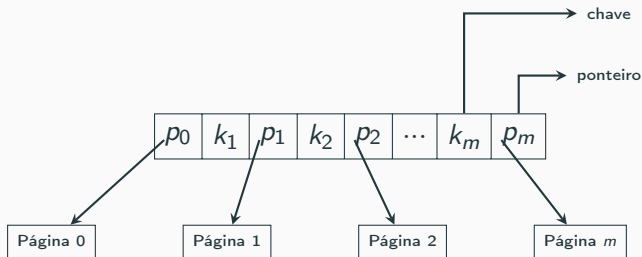 chave
ponteiro
p₀ k₁ p₁ k₂ p₂ ⋯ kₘ pₘ
Página 0 Página 1 Página 2 Página m